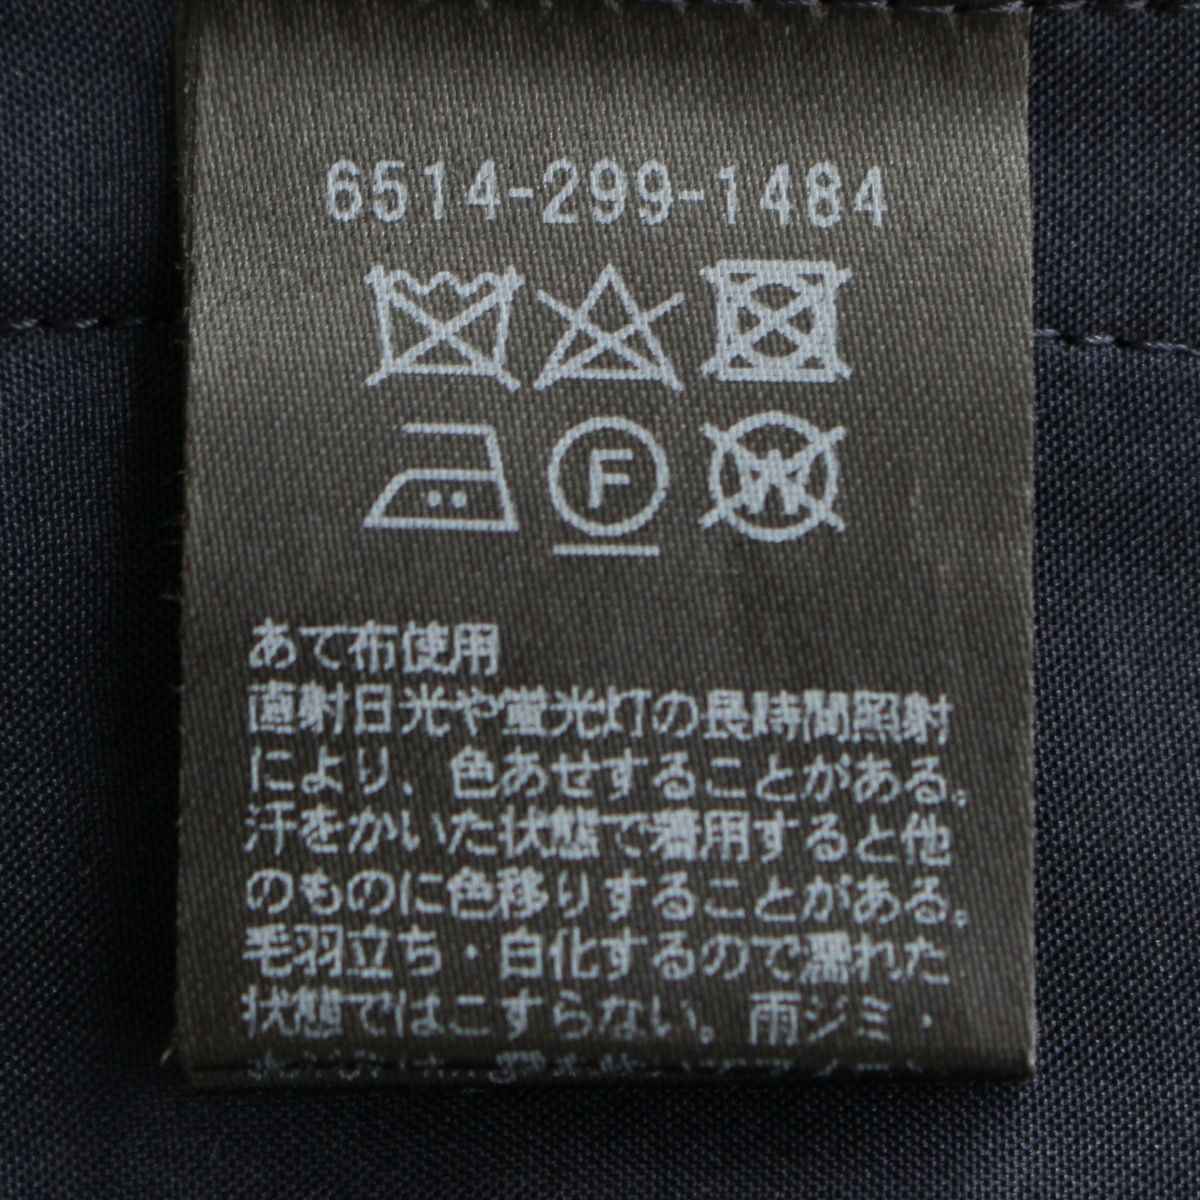 6514-299-1484
F
W
あて布使用
直射日光や蛍光灯の長時間照射
により、色あせすることがある。
汗をかいた状態で着用すると他
のものに色移りすることがある。
毛羽立ち・白化するので濡れた
状態ではこすらない。雨ジミ・